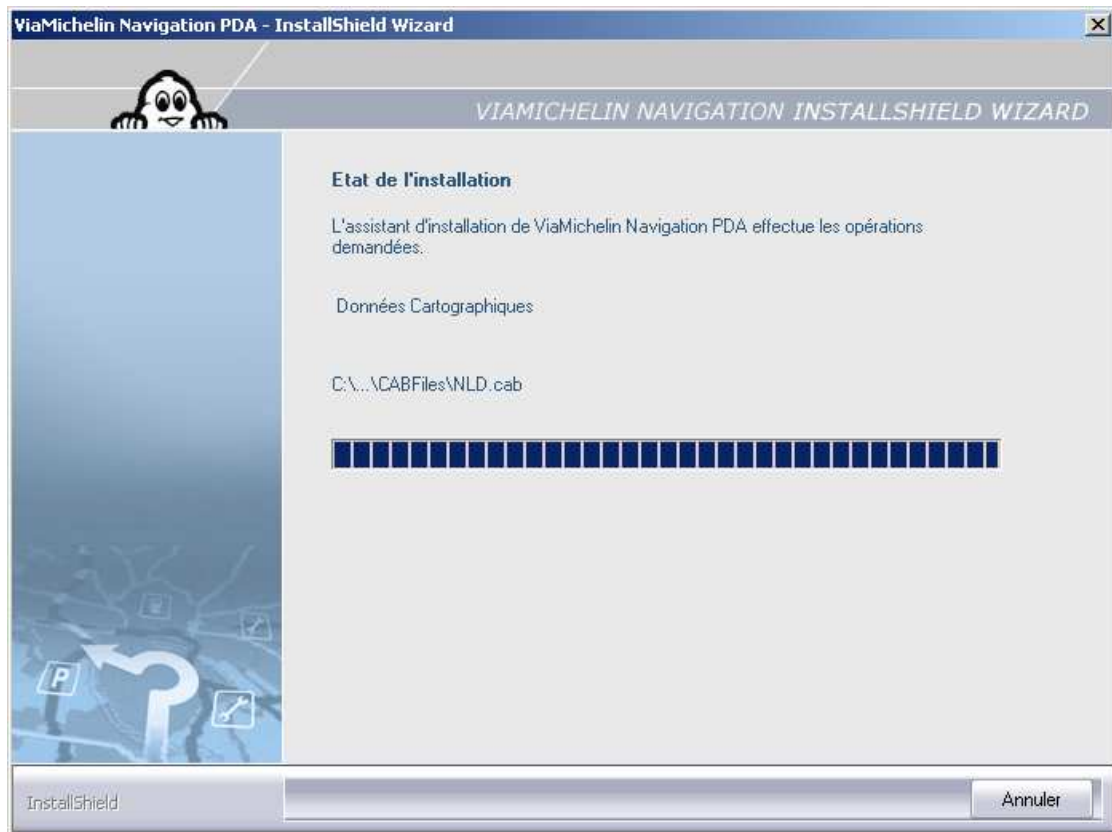 ViaMichelin Navigation PDA - InstallShield Wizard
VIAMICHELIN NAVIGATION INSTALLSHIELD WIZARD
Etat de l'installation
L'assistant d'installation de ViaMichelin Navigation PDA effectue les opérations
demandées.
Données Cartographiques
C:\...\CABFiles\NLD.cab
P
InstallShield
Annuler